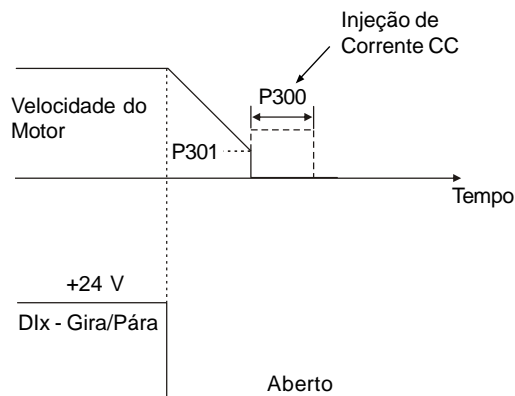 Injeção de
Corrente CC
P300
Velocidade do
Motor
P301
Tempo
+24 V
DIx - Gira/Pára
Aberto